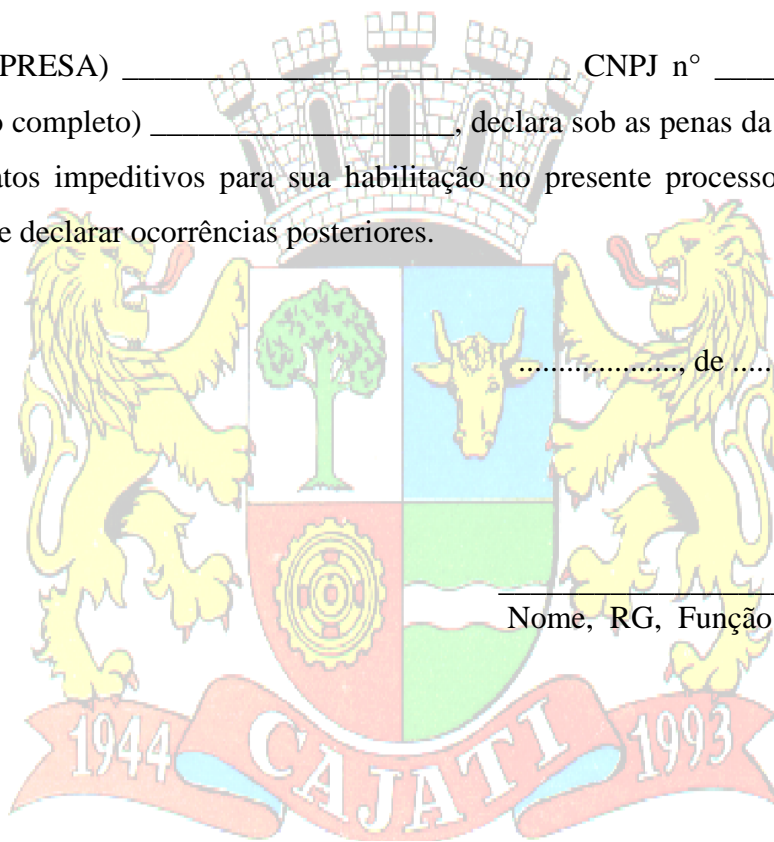 PRESA) ____________________________ CNPJ n° ____
o completo) ___________________, declara sob as penas da
atos impeditivos para sua habilitação no presente processo
e declarar ocorrências posteriores.
...................., de .....
Nome, RG, Função
1944 CAJATI 1993